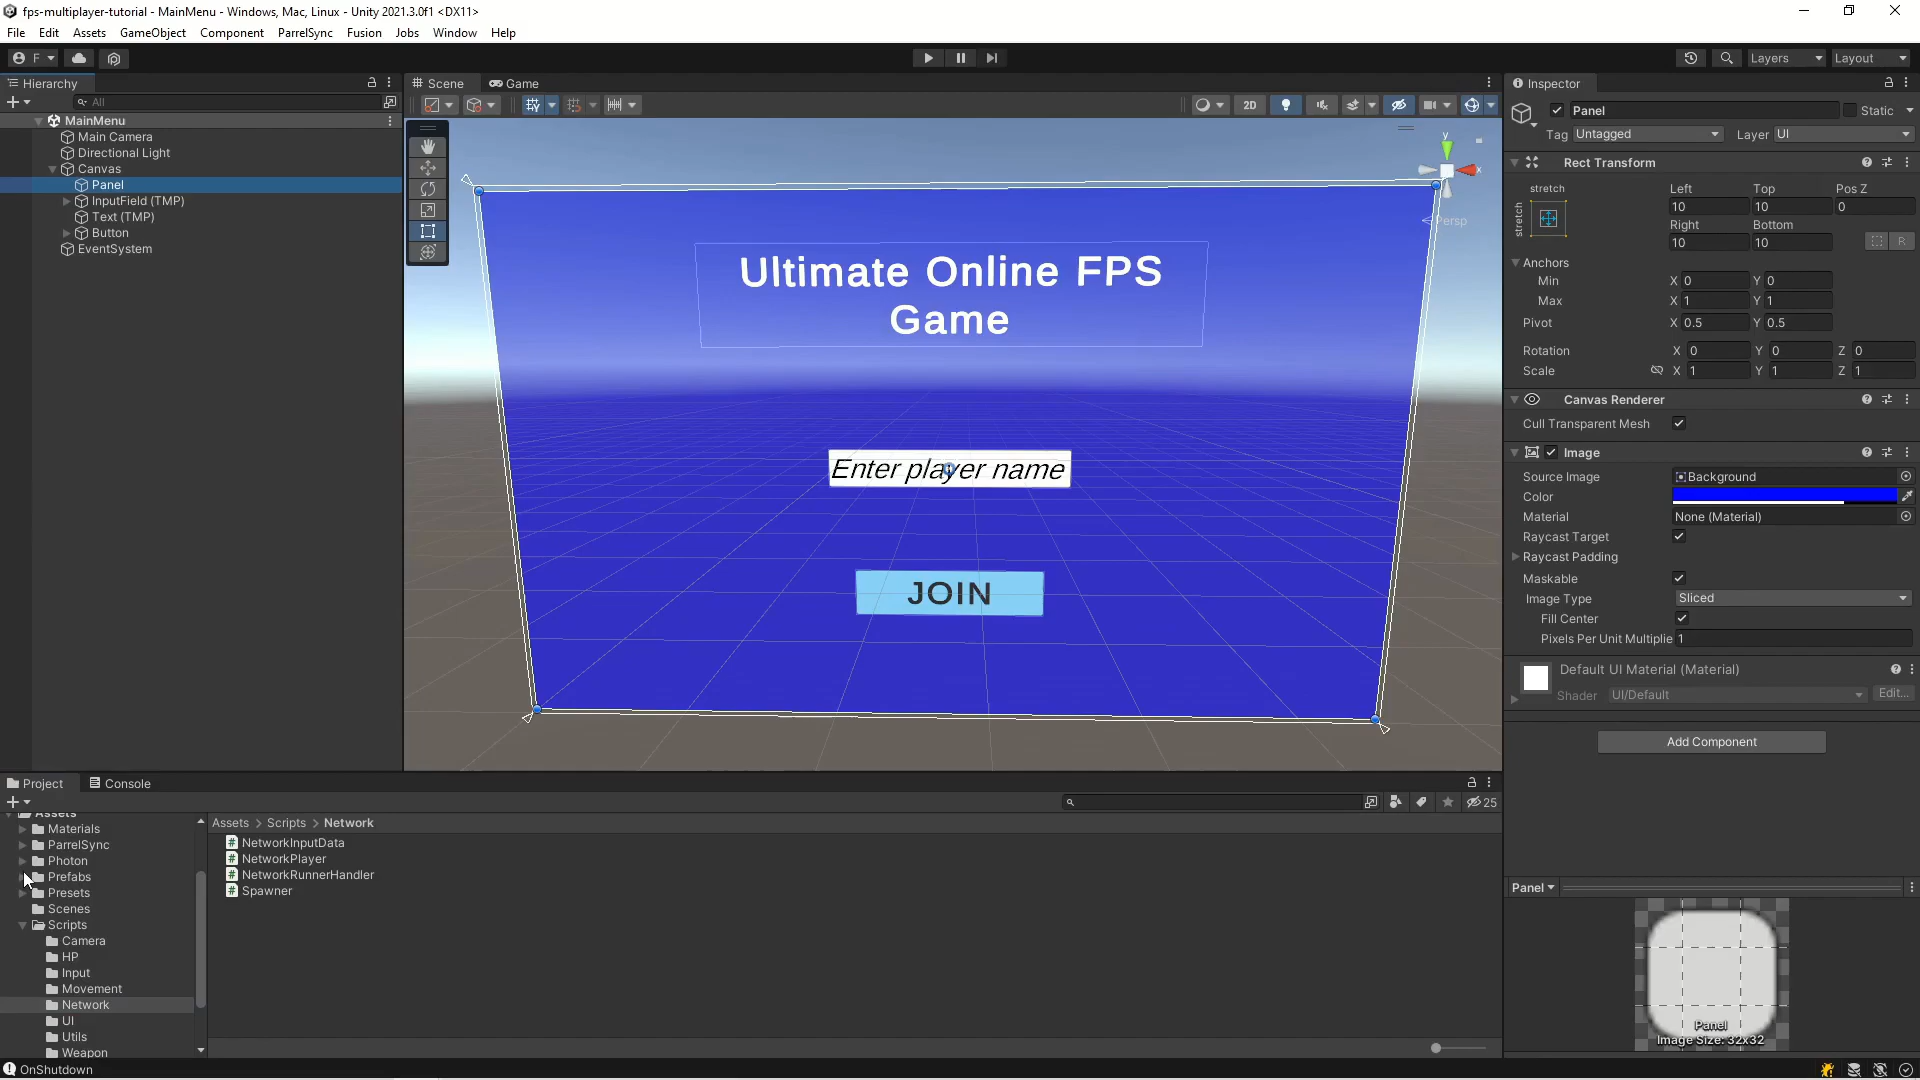 fps-multiplayer-tutorial - MainMenu - Windows, Mac, Linux - Unity 2021.3.0f1 <DX11>
File Edit Assets GameObject Component ParrelSync Fusion Jobs Window Help
F Layers Layout
Hierarchy
All
MainMenu
Main Camera
Directional Light
Canvas
Panel
InputField (TMP)
Text (TMP)
Button
EventSystem
Scene Game
2D
y
x
Persp
Ultimate Online FPS
Game
Enter player name
JOIN
Inspector
Panel Static
Tag Untagged Layer UI
Rect Transform
stretch Left Top Pos Z
stretch 10 10 0
Right Bottom
10 10 R
Anchors
Min X 0 Y 0
Max X 1 Y 1
Pivot X 0.5 Y 0.5
Rotation X 0 Y 0 Z 0
Scale X 1 Y 1 Z 1
Canvas Renderer
Cull Transparent Mesh
Image
Source Image Background
Color
Material None (Material)
Raycast Target
Raycast Padding
Maskable
Image Type Sliced
Fill Center
Pixels Per Unit Multiplie 1
Default UI Material (Material)
Shader UI/Default Edit...
Add Component
Panel
Panel
Image Size: 32x32
Project Console
25
Assets
Materials
ParrelSync
Photon
Prefabs
Presets
Scenes
Scripts
Camera
HP
Input
Movement
Network
UI
Utils
Weapon
Assets > Scripts > Network
NetworkInputData
NetworkPlayer
NetworkRunnerHandler
Spawner
OnShutdown